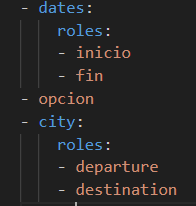 - dates:
roles:
- inicio
- fin
- opcion
- city:
roles:
- departure
- destination